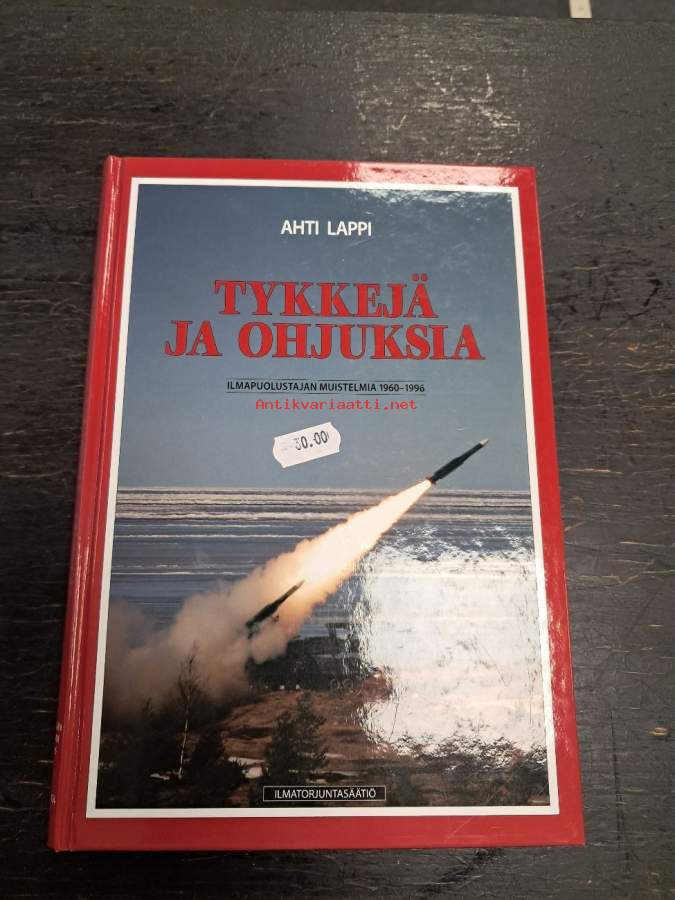 AHTI LAPPI
TYKKEJÄ
JA OHJUKSIA
ILMAPUOLUSTAJAN MUISTELMIA 1960–1996
Antikvariaatti.net
30.00
ILMATORJUNTASÄÄTIÖ